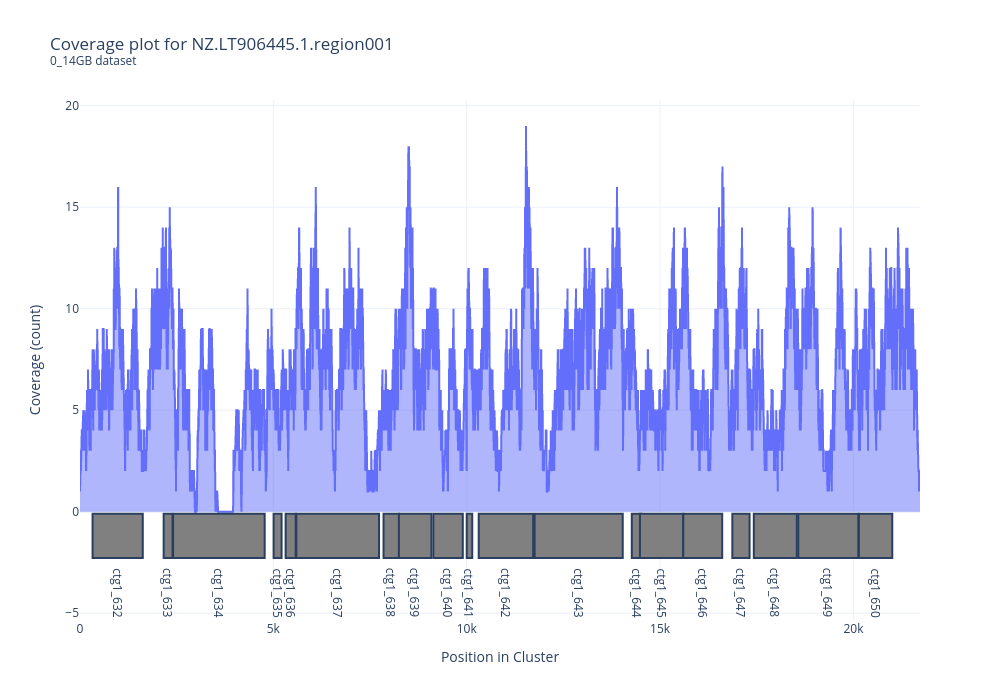 Coverage plot for NZ.LT906445.1.region001
0_14GB dataset
20
15
10
5
0
−5
Coverage (count)
ctg1_632
ctg1_633
ctg1_634
ctg1_635
ctg1_636
ctg1_637
ctg1_638
ctg1_639
ctg1_640
ctg1_641
ctg1_642
ctg1_643
ctg1_644
ctg1_645
ctg1_646
ctg1_647
ctg1_648
ctg1_649
ctg1_650
0
5k
10k
15k
20k
Position in Cluster